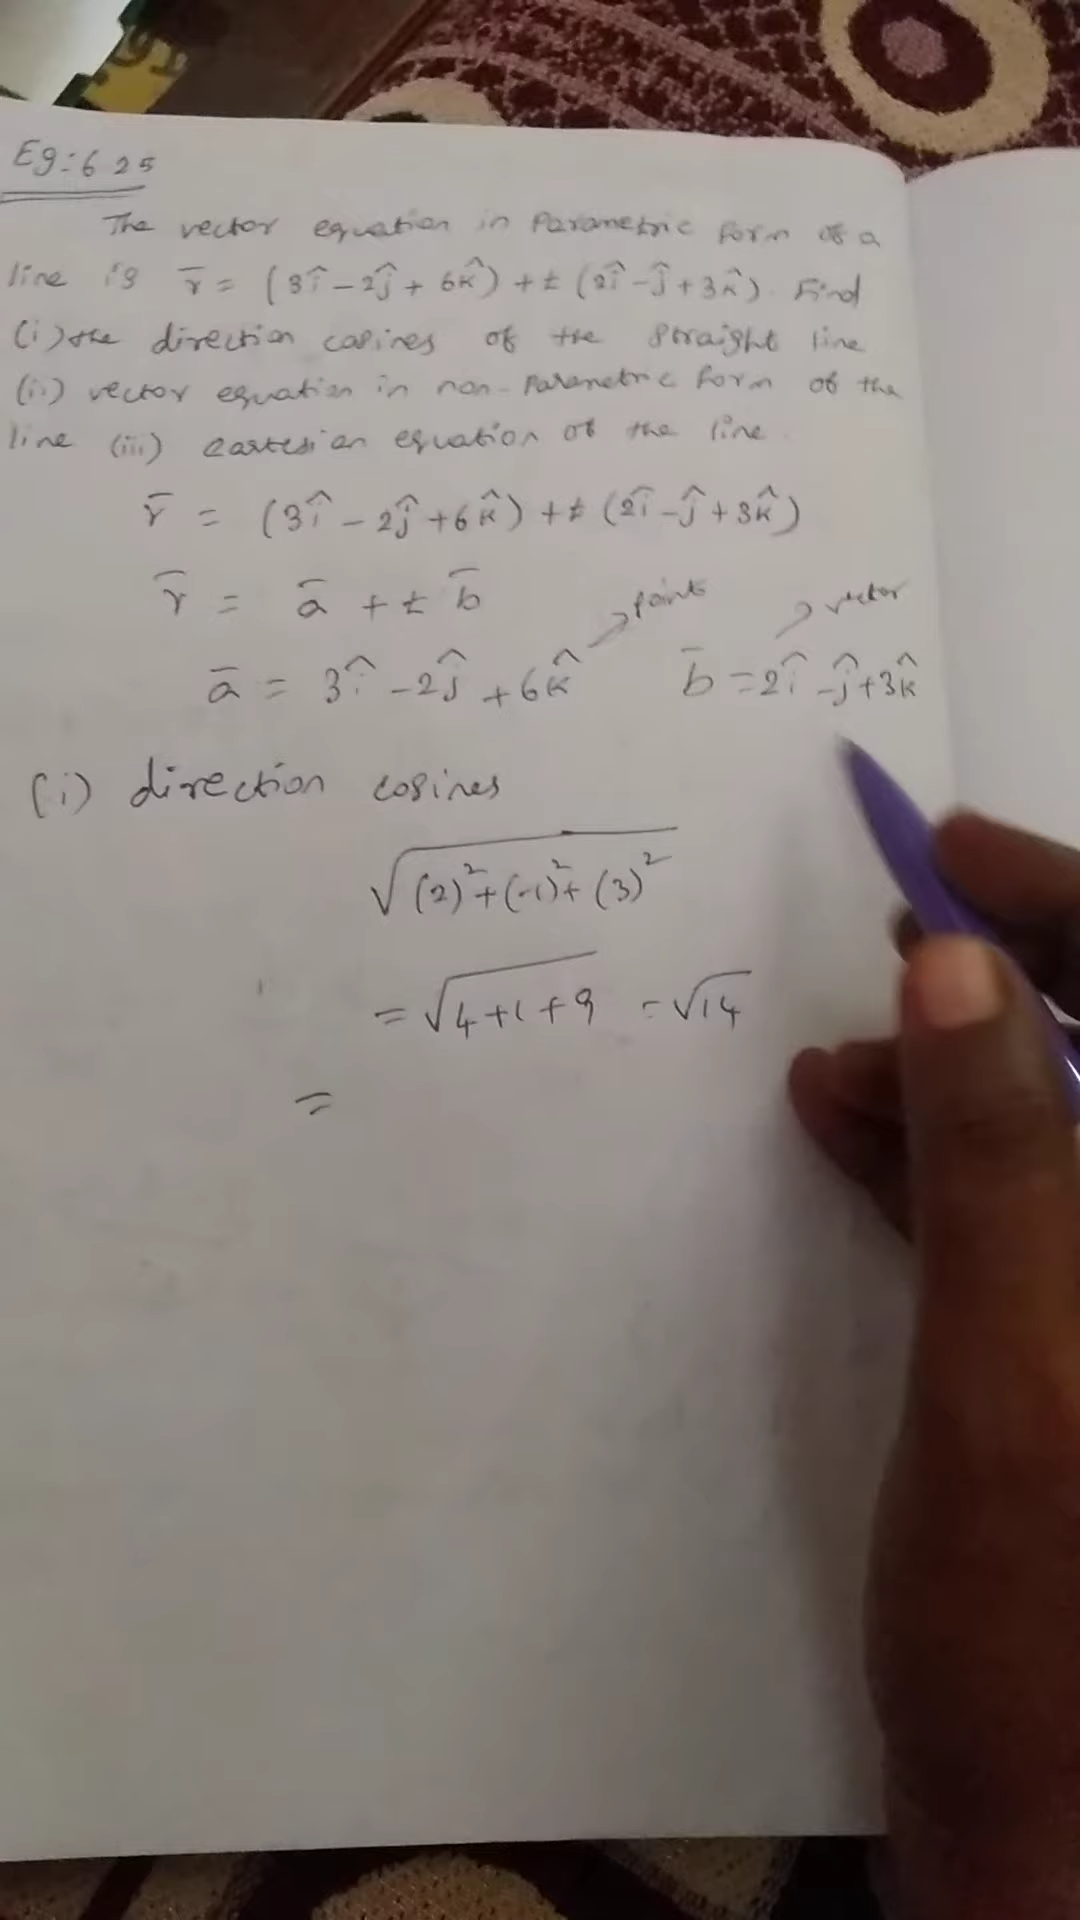 Eg:- 6 25
The vector equation in Parametric form of a
line is r̄ = (3î - 2ĵ + 6k̂) + t (2î - ĵ + 3k̂). Find
(i) the direction cosines of the straight line
(ii) vector equation in non-Parametric form of the
line (iii) cartesian equation of the line.
r̄ = (3î - 2ĵ + 6k̂) + t (2î - ĵ + 3k̂)
r̄ = ā + t b̄
point
vector
ā = 3î - 2ĵ + 6k̂ b̄ = 2î - ĵ + 3k̂
(i) direction cosines
√((2)² + (-1)² + (3)²)
= √(4+1+9) = √14
=